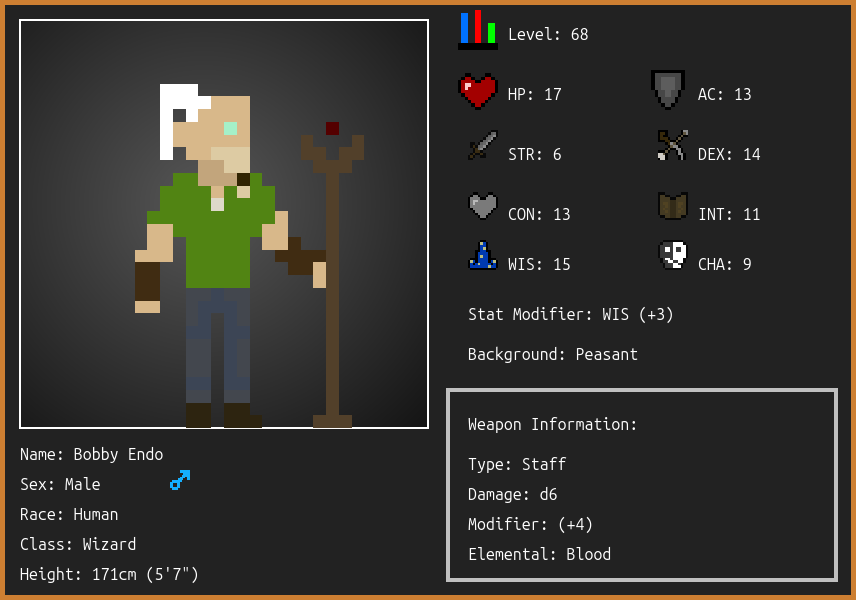 Level: 68
HP: 17
AC: 13
STR: 6
DEX: 14
CON: 13
INT: 11
WIS: 15
CHA: 9
Stat Modifier: WIS (+3)
Background: Peasant
Weapon Information:
Type: Staff
Damage: d6
Modifier: (+4)
Elemental: Blood
Name: Bobby Endo
Sex: Male
Race: Human
Class: Wizard
Height: 171cm (5'7")